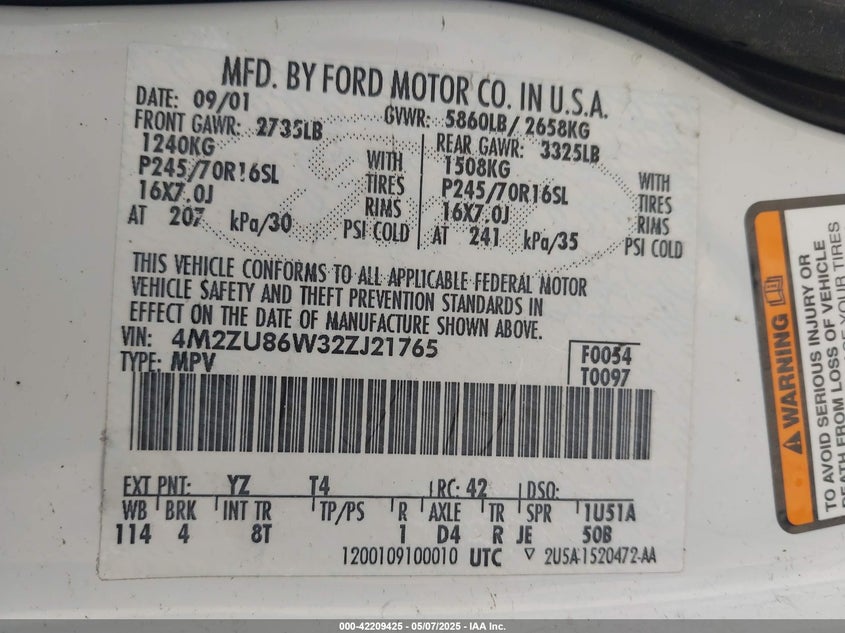 MFD. BY FORD MOTOR CO. IN U.S.A.
DATE: 09/01 GVWR: 5860LB/ 2658KG
FRONT GAWR: 2735LB REAR GAWR: 3325LB
1240KG WITH 1508KG WITH
P245/70R16SL TIRES P245/70R16SL TIRES
16X7.0J RIMS 16X7.0J RIMS
AT 207 kPa/30 PSI COLD AT 241 kPa/35 PSI COLD
THIS VEHICLE CONFORMS TO ALL APPLICABLE FEDERAL MOTOR
VEHICLE SAFETY AND THEFT PREVENTION STANDARDS IN
EFFECT ON THE DATE OF MANUFACTURE SHOWN ABOVE.
VIN: 4M2ZU86W32ZJ21765 F0054
TYPE: MPV T0097
EXT PNT: YZ T4 RC: 42 DSO:
WB BRK INT TR TP/PS R AXLE TR SPR 1U51A
114 4 8T 1 D4 R JE 50B
1200109100010 UTC ▽ 2U5A-1520472-AA
WARNING
TO AVOID SERIOUS INJURY OR
DEATH FROM LOSS OF VEHICLE
000-42209425 - 05/07/2025 - IAA Inc.